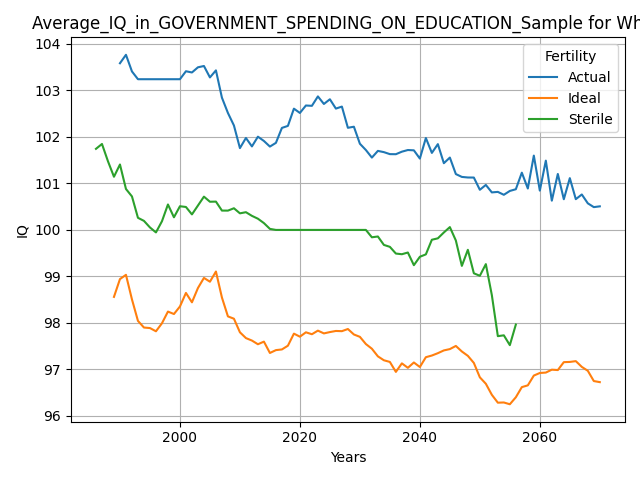 Average_IQ_in_GOVERNMENT_SPENDING_ON_EDUCATION_Sample for Wh
104
103
102
101
100
99
98
97
96
IQ
2000
2020
2040
2060
Years
Fertility
Actual
Ideal
Sterile